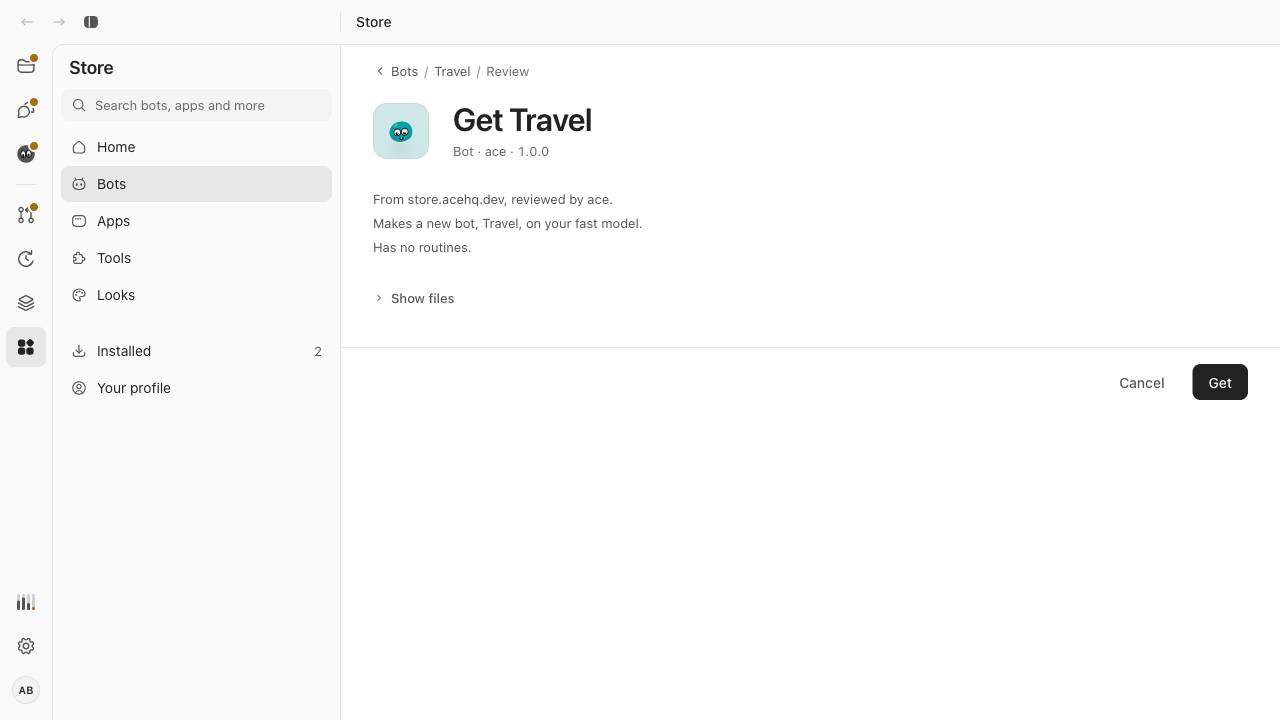 Store
Store
Search bots, apps and more
Home
Bots
Apps
Tools
Looks
Installed 2
Your profile
AB
Bots / Travel / Review
Get Travel
Bot · ace · 1.0.0
From store.acehq.dev, reviewed by ace.
Makes a new bot, Travel, on your fast model.
Has no routines.
Show files
Cancel
Get